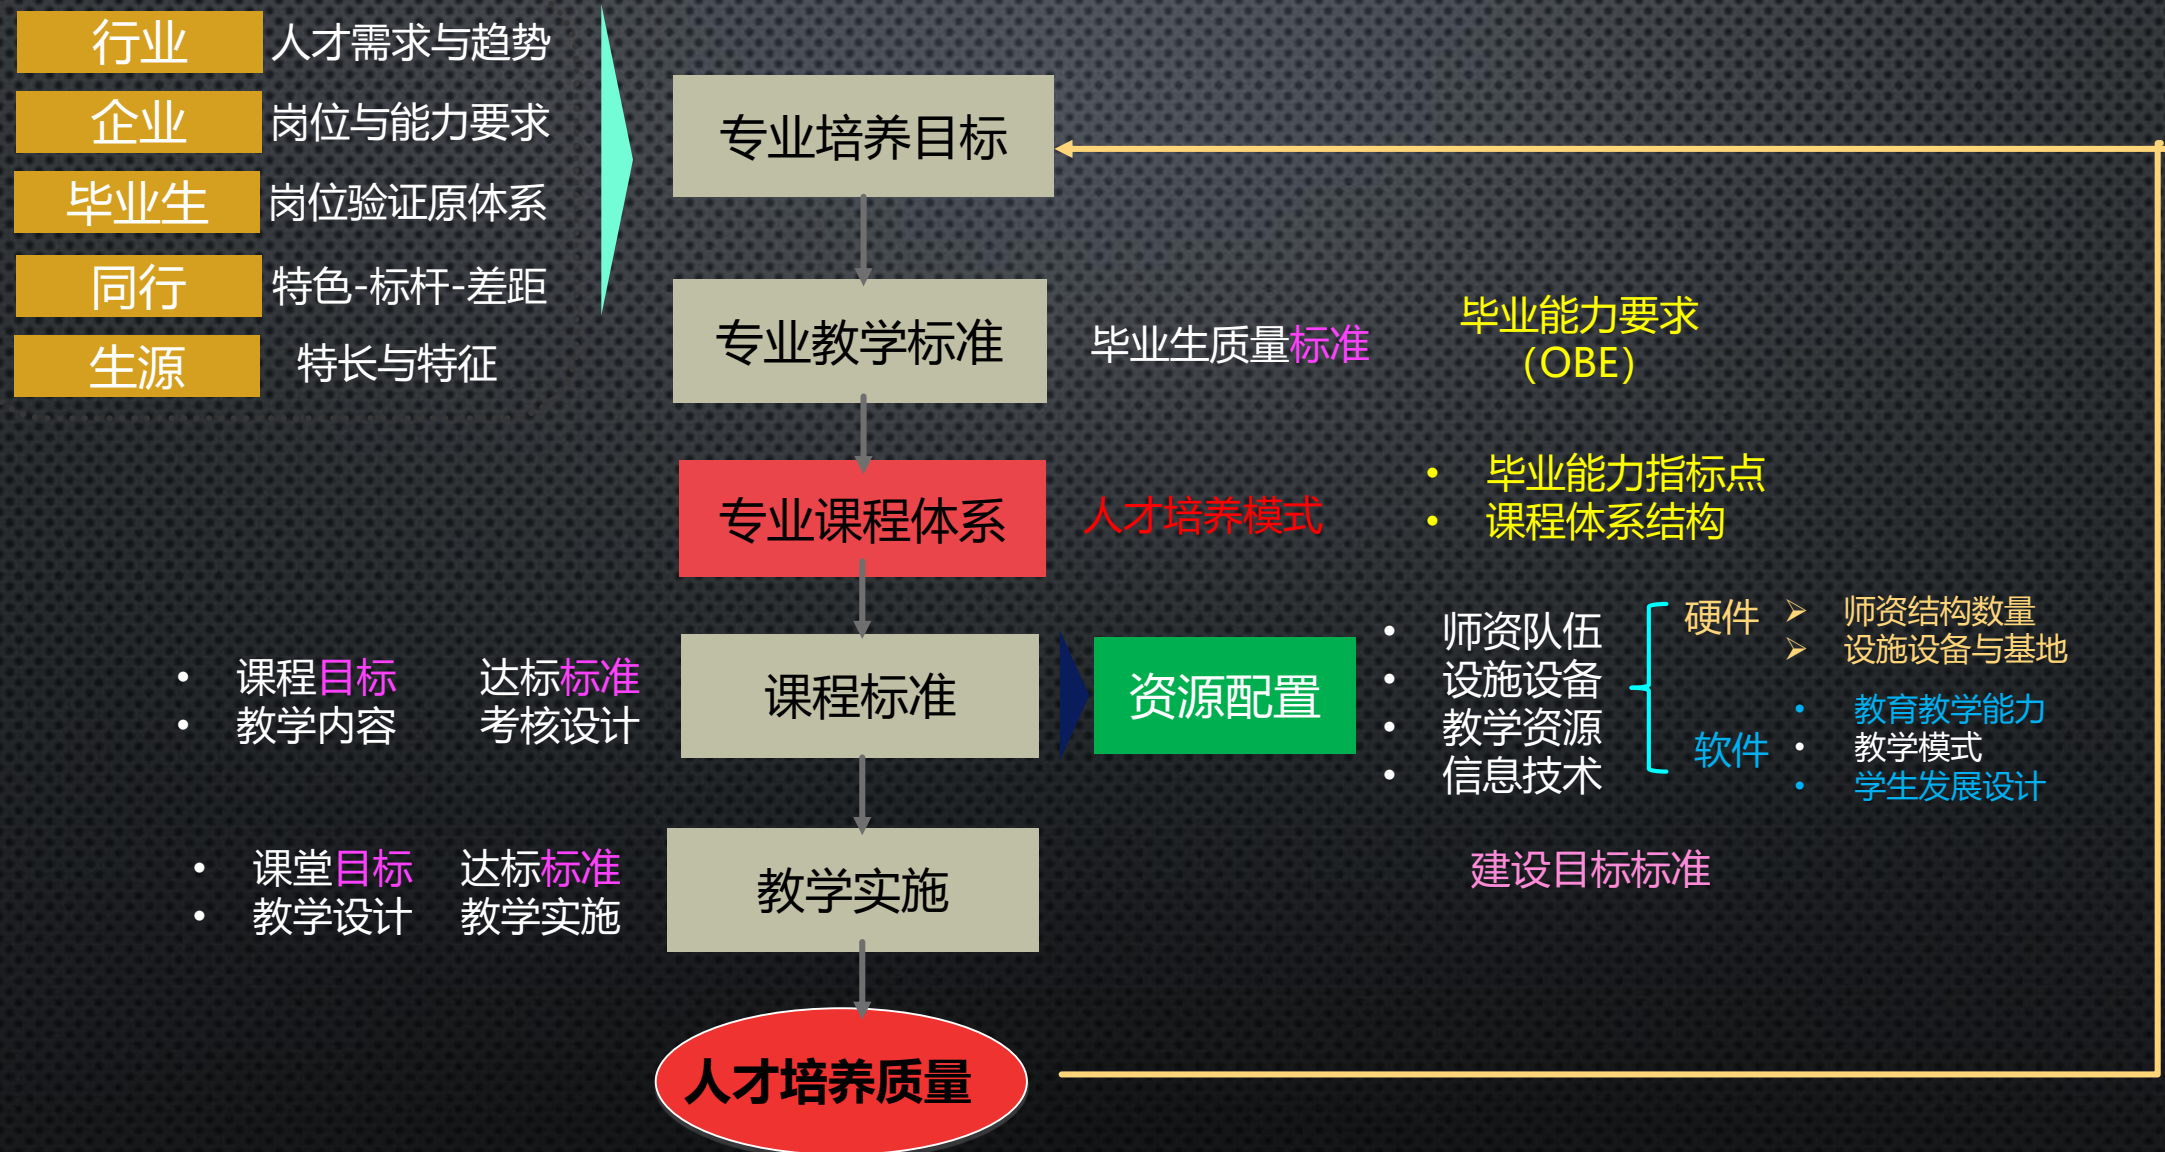 行业 人才需求与趋势
企业 岗位与能力要求
毕业生 岗位验证原体系
同行 特色-标杆-差距
生源 特长与特征
专业培养目标
专业教学标准
毕业生质量标准
毕业能力要求
（OBE）
专业课程体系
人才培养模式
• 毕业能力指标点
• 课程体系结构
• 课程目标 达标标准
• 教学内容 考核设计
课程标准
资源配置
• 师资队伍
• 设施设备
• 教学资源
• 信息技术
硬件
➢ 师资结构数量
➢ 设施设备与基地
软件
• 教育教学能力
• 教学模式
• 学生发展设计
• 课堂目标 达标标准
• 教学设计 教学实施
教学实施
建设目标标准
人才培养质量